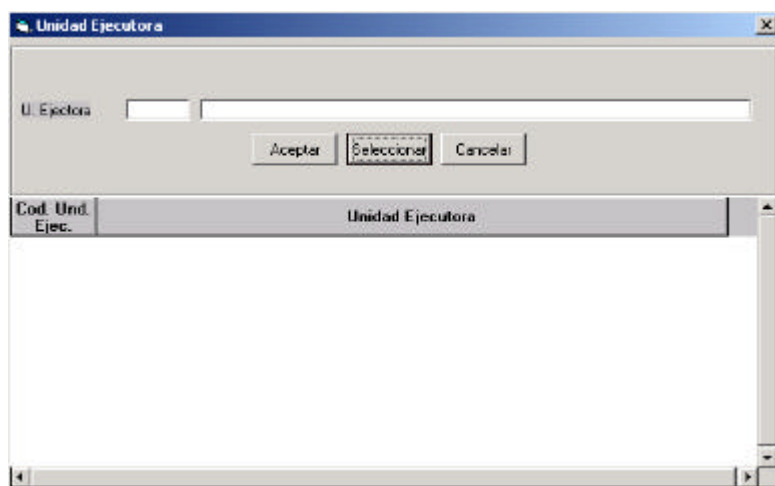 Unidad Ejecutora
U. Ejectora
Aceptar Seleccionar Cancelar
Cod. Und. Ejec. Unidad Ejecutora